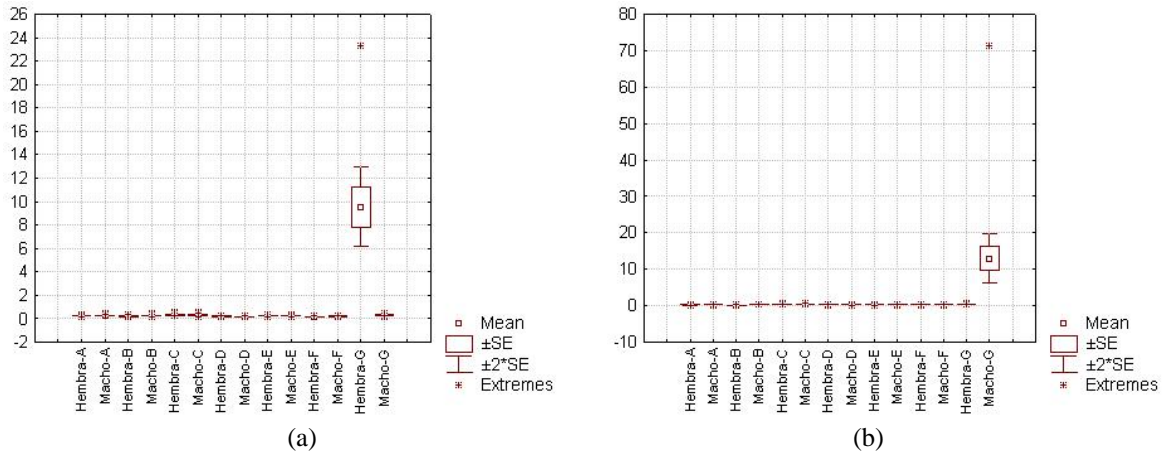 26
24
22
20
18
16
14
12
10
8
6
4
2
0
-2
Hembra-A
Macho-A
Hembra-B
Macho-B
Hembra-C
Macho-C
Hembra-D
Macho-D
Hembra-E
Macho-E
Hembra-F
Macho-F
Hembra-G
Macho-G
Mean
±SE
±2*SE
Extremes
(a)
80
70
60
50
40
30
20
10
0
-10
Hembra-A
Macho-A
Hembra-B
Macho-B
Hembra-C
Macho-C
Hembra-D
Macho-D
Hembra-E
Macho-E
Hembra-F
Macho-F
Hembra-G
Macho-G
Mean
±SE
±2*SE
Extremes
(b)